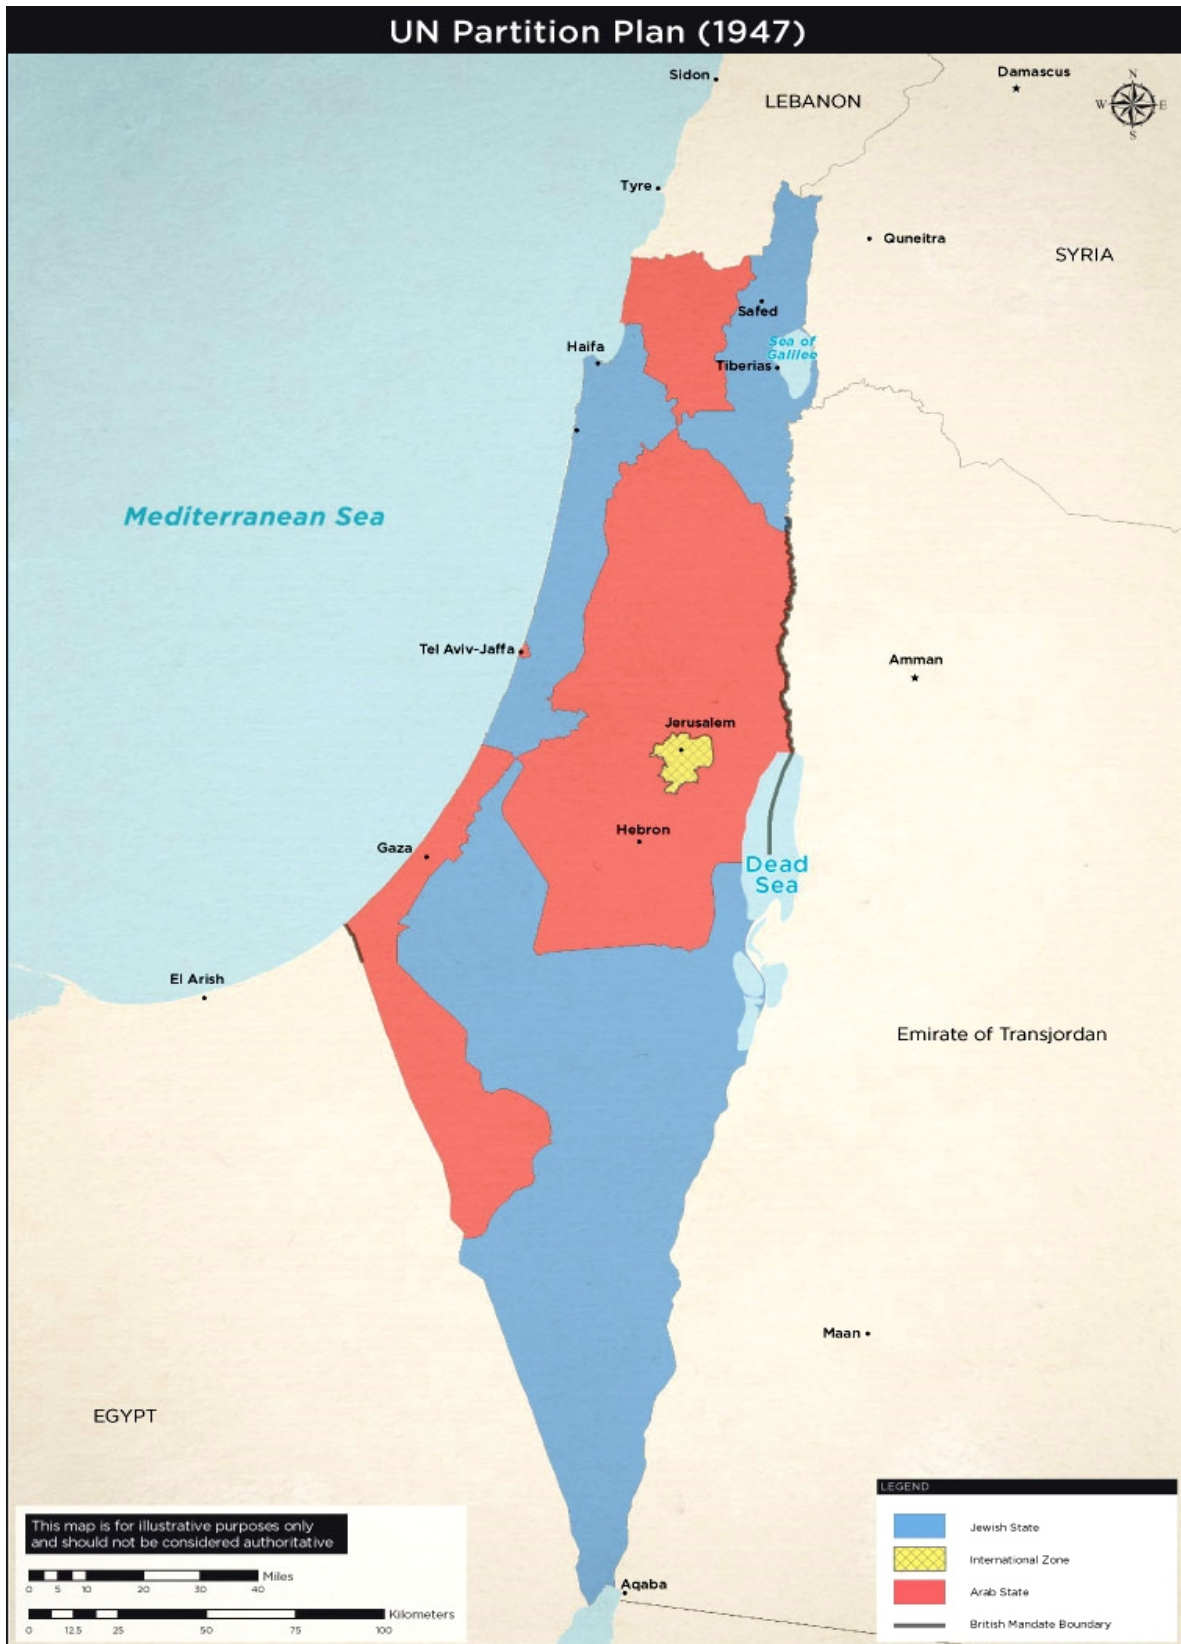 UN Partition Plan (1947)
Sidon
Damascus
LEBANON
N
W
E
S
Tyre
Quneitra
SYRIA
Safed
Haifa
Sea of
Galilee
Tiberias
Mediterranean Sea
Tel Aviv-Jaffa
Amman
Jerusalem
Hebron
Gaza
Dead
Sea
El Arish
Emirate of Transjordan
Maan
EGYPT
This map is for illustrative purposes only
and should not be considered authoritative
Miles
0 5 10 20 30 40
Kilometers
0 12.5 25 50 75 100
Aqaba
LEGEND
Jewish State
International Zone
Arab State
British Mandate Boundary